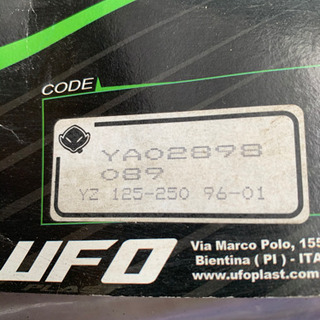 CODE
YA02898
089
YZ 125-250 96-01
UFO
PLA
Via Marco Polo, 155
Bientina ( PI ) - ITA
www.ufoplast.com